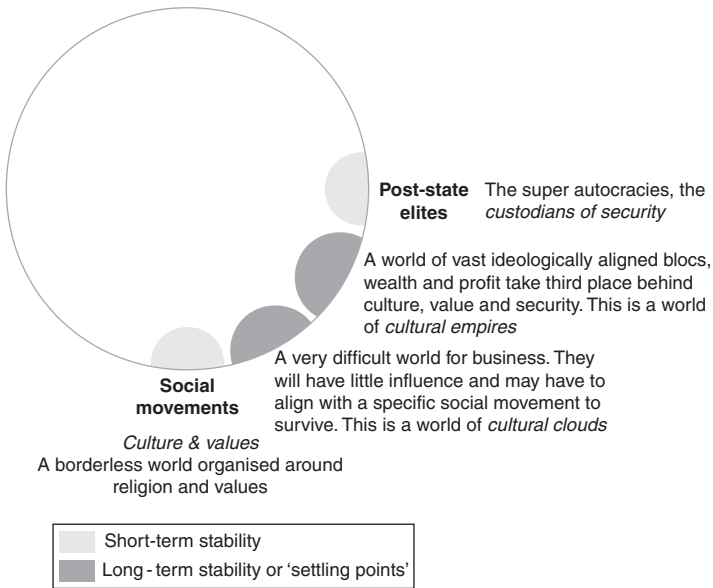 Post-state
elites
The super autocracies, the
custodians of security
A world of vast ideologically aligned blocs,
wealth and profit take third place behind
culture, value and security. This is a world
of cultural empires
A very difficult world for business. They
will have little influence and may have to
align with a specific social movement to
survive. This is a world of cultural clouds
Social
movements
Culture & values
A borderless world organised around
religion and values
Short-term stability
Long-term stability or ‘settling points’